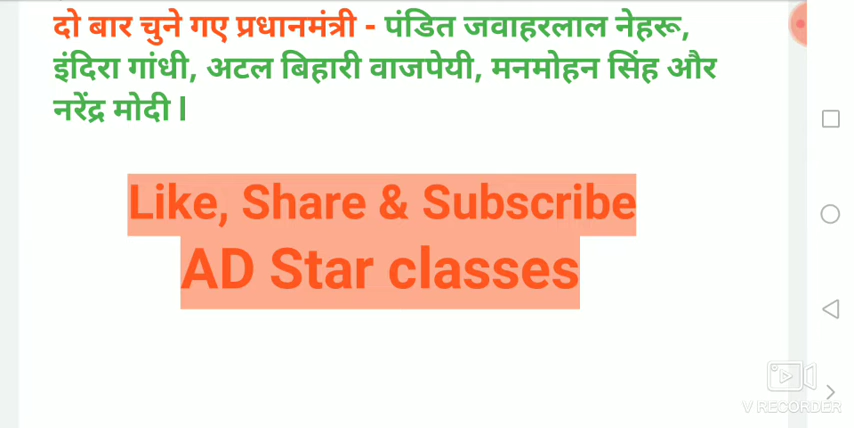 दो बार चुने गए प्रधानमंत्री - पंडित जवाहरलाल नेहरू,
इंदिरा गांधी, अटल बिहारी वाजपेयी, मनमोहन सिंह और
नरेंद्र मोदी l
Like, Share & Subscribe
AD Star classes
V RECORDER